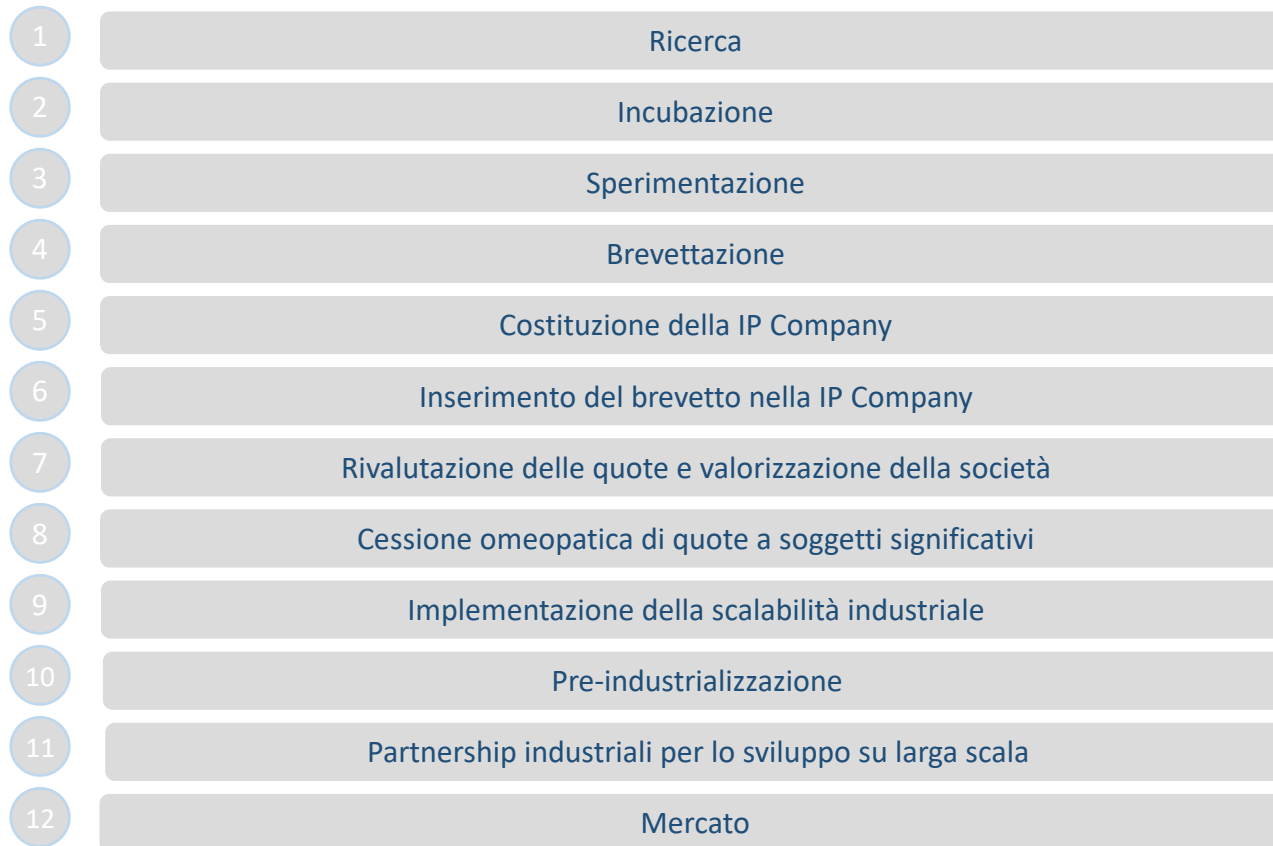 1 Ricerca
2 Incubazione
3 Sperimentazione
4 Brevettazione
5 Costituzione della IP Company
6 Inserimento del brevetto nella IP Company
7 Rivalutazione delle quote e valorizzazione della società
8 Cessione omeopatica di quote a soggetti significativi
9 Implementazione della scalabilità industriale
10 Pre-industrializzazione
11 Partnership industriali per lo sviluppo su larga scala
12 Mercato